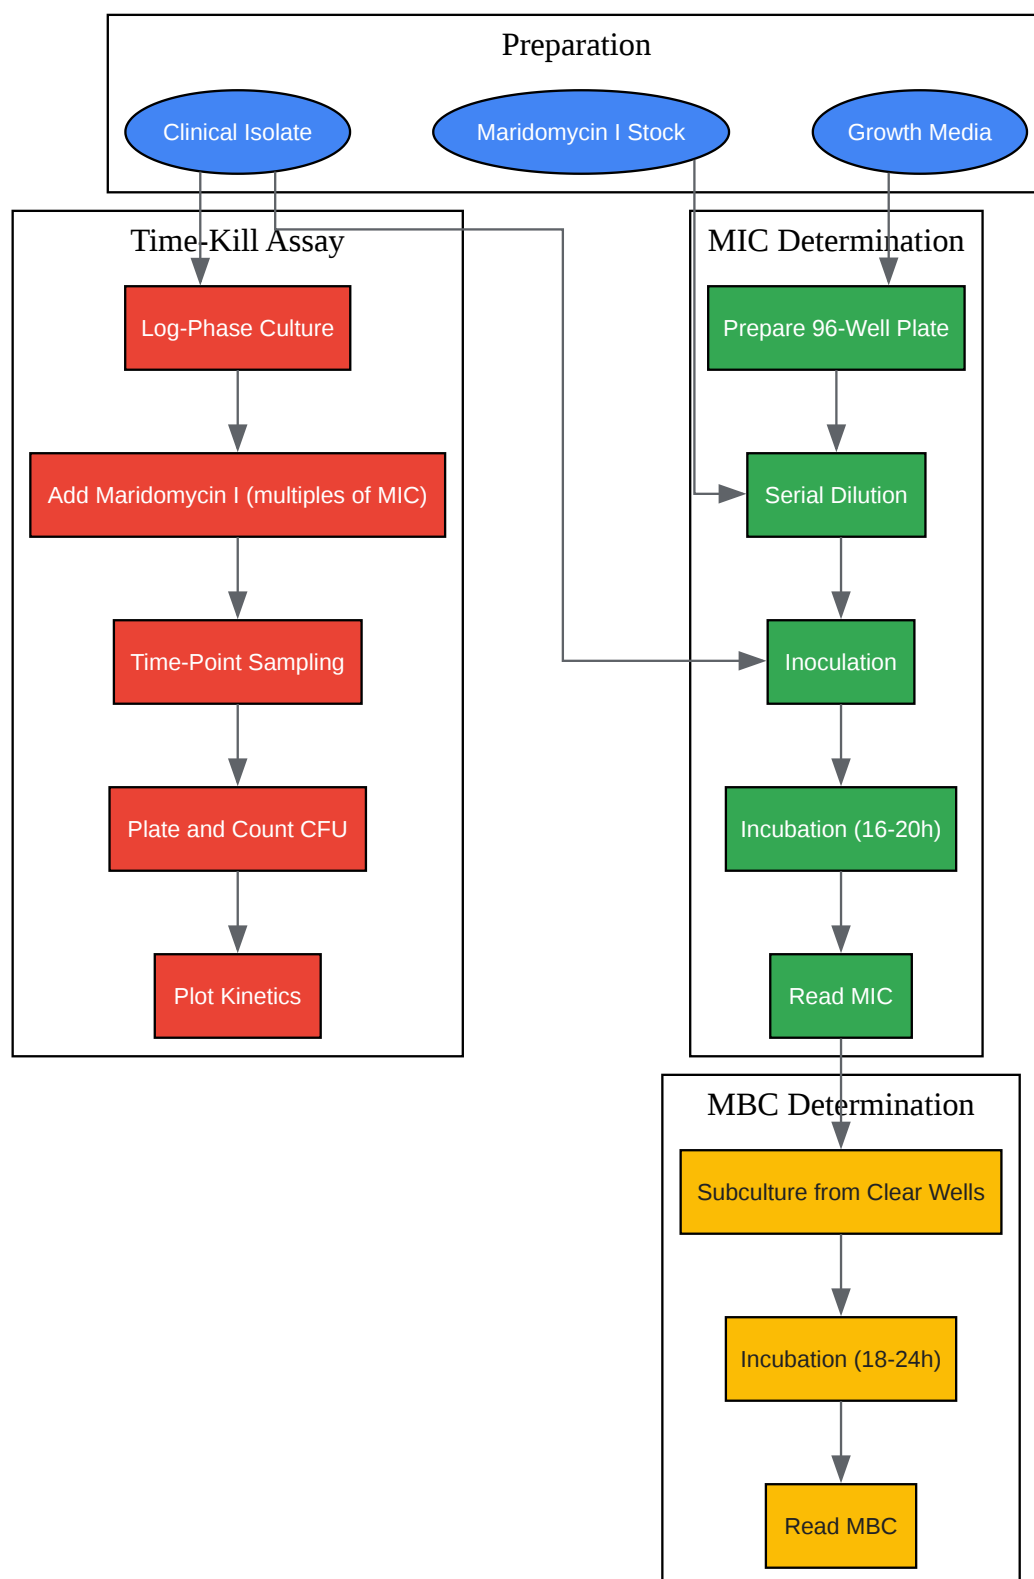 Preparation
Clinical Isolate
Maridomycin I Stock
Growth Media
Time-Kill Assay
Log-Phase Culture
Add Maridomycin I (multiples of MIC)
Time-Point Sampling
Plate and Count CFU
Plot Kinetics
MIC Determination
Prepare 96-Well Plate
Serial Dilution
Inoculation
Incubation (16-20h)
Read MIC
MBC Determination
Subculture from Clear Wells
Incubation (18-24h)
Read MBC